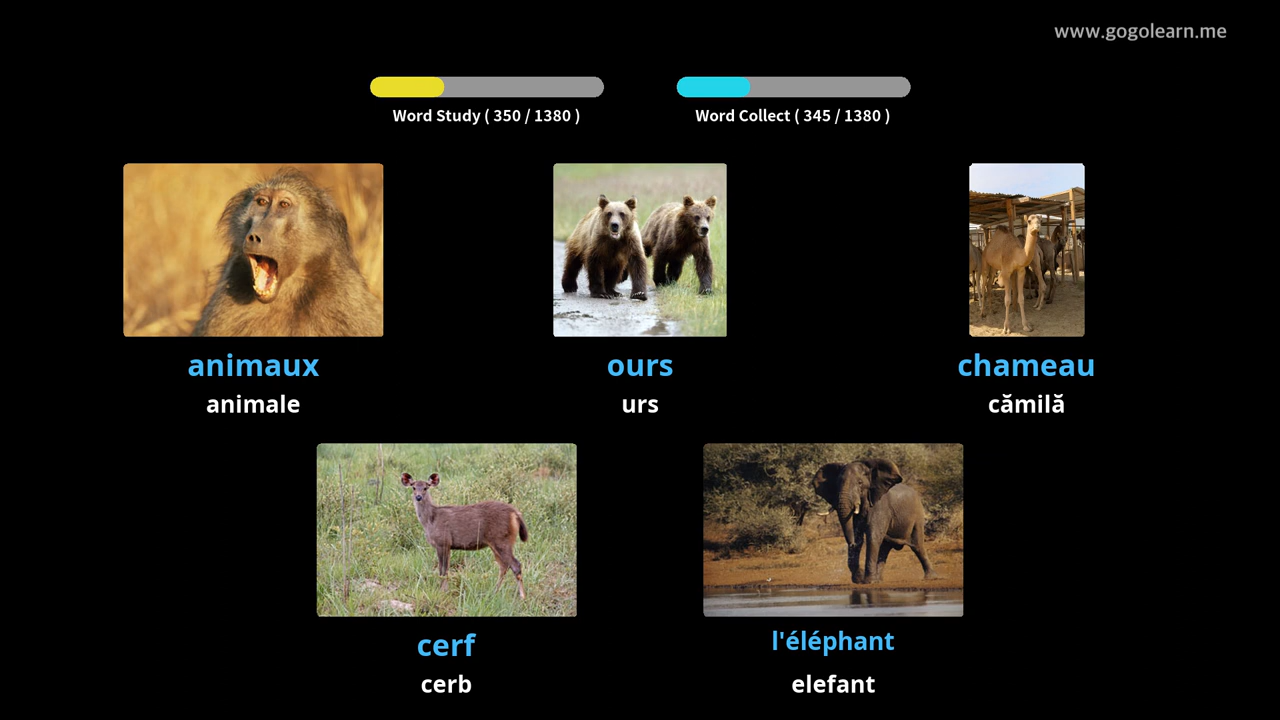 www.gogolearn.me
Word Study ( 350 / 1380 )
Word Collect ( 345 / 1380 )
animaux
animale
ours
urs
chameau
cămilă
cerf
cerb
l'éléphant
elefant